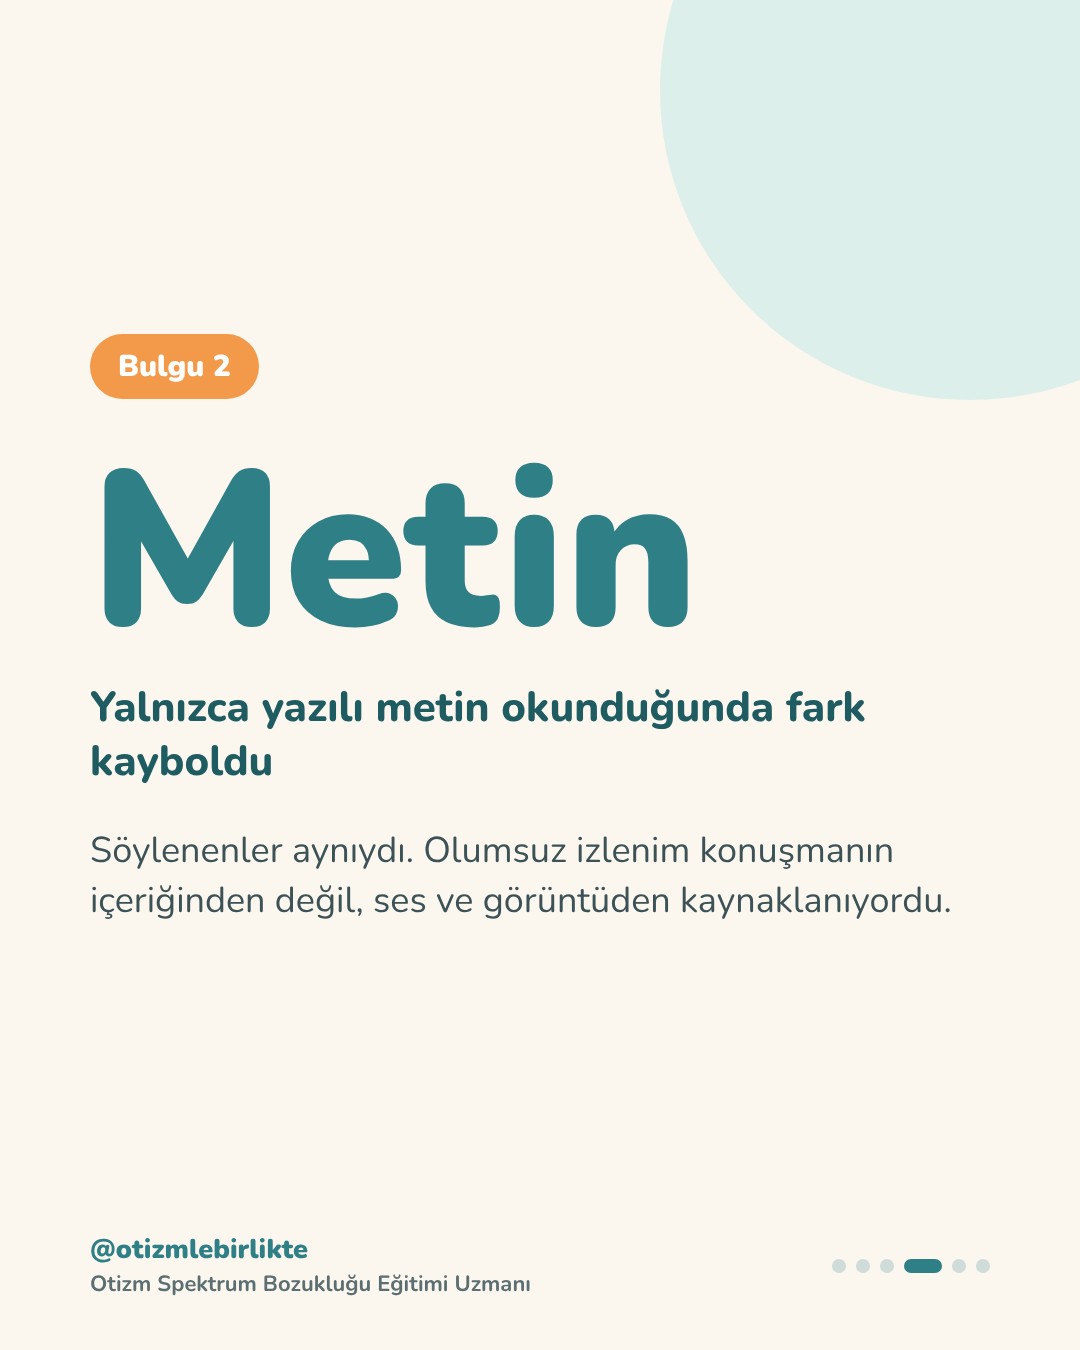 Bulgu 2
Metin
Yalnızca yazılı metin okunduğunda fark
kayboldu
Söylenenler aynıydı. Olumsuz izlenim konuşmanın
içeriğinden değil, ses ve görüntüden kaynaklanıyordu.
@otizmlebirlikte
Otizm Spektrum Bozukluğu Eğitimi Uzmanı